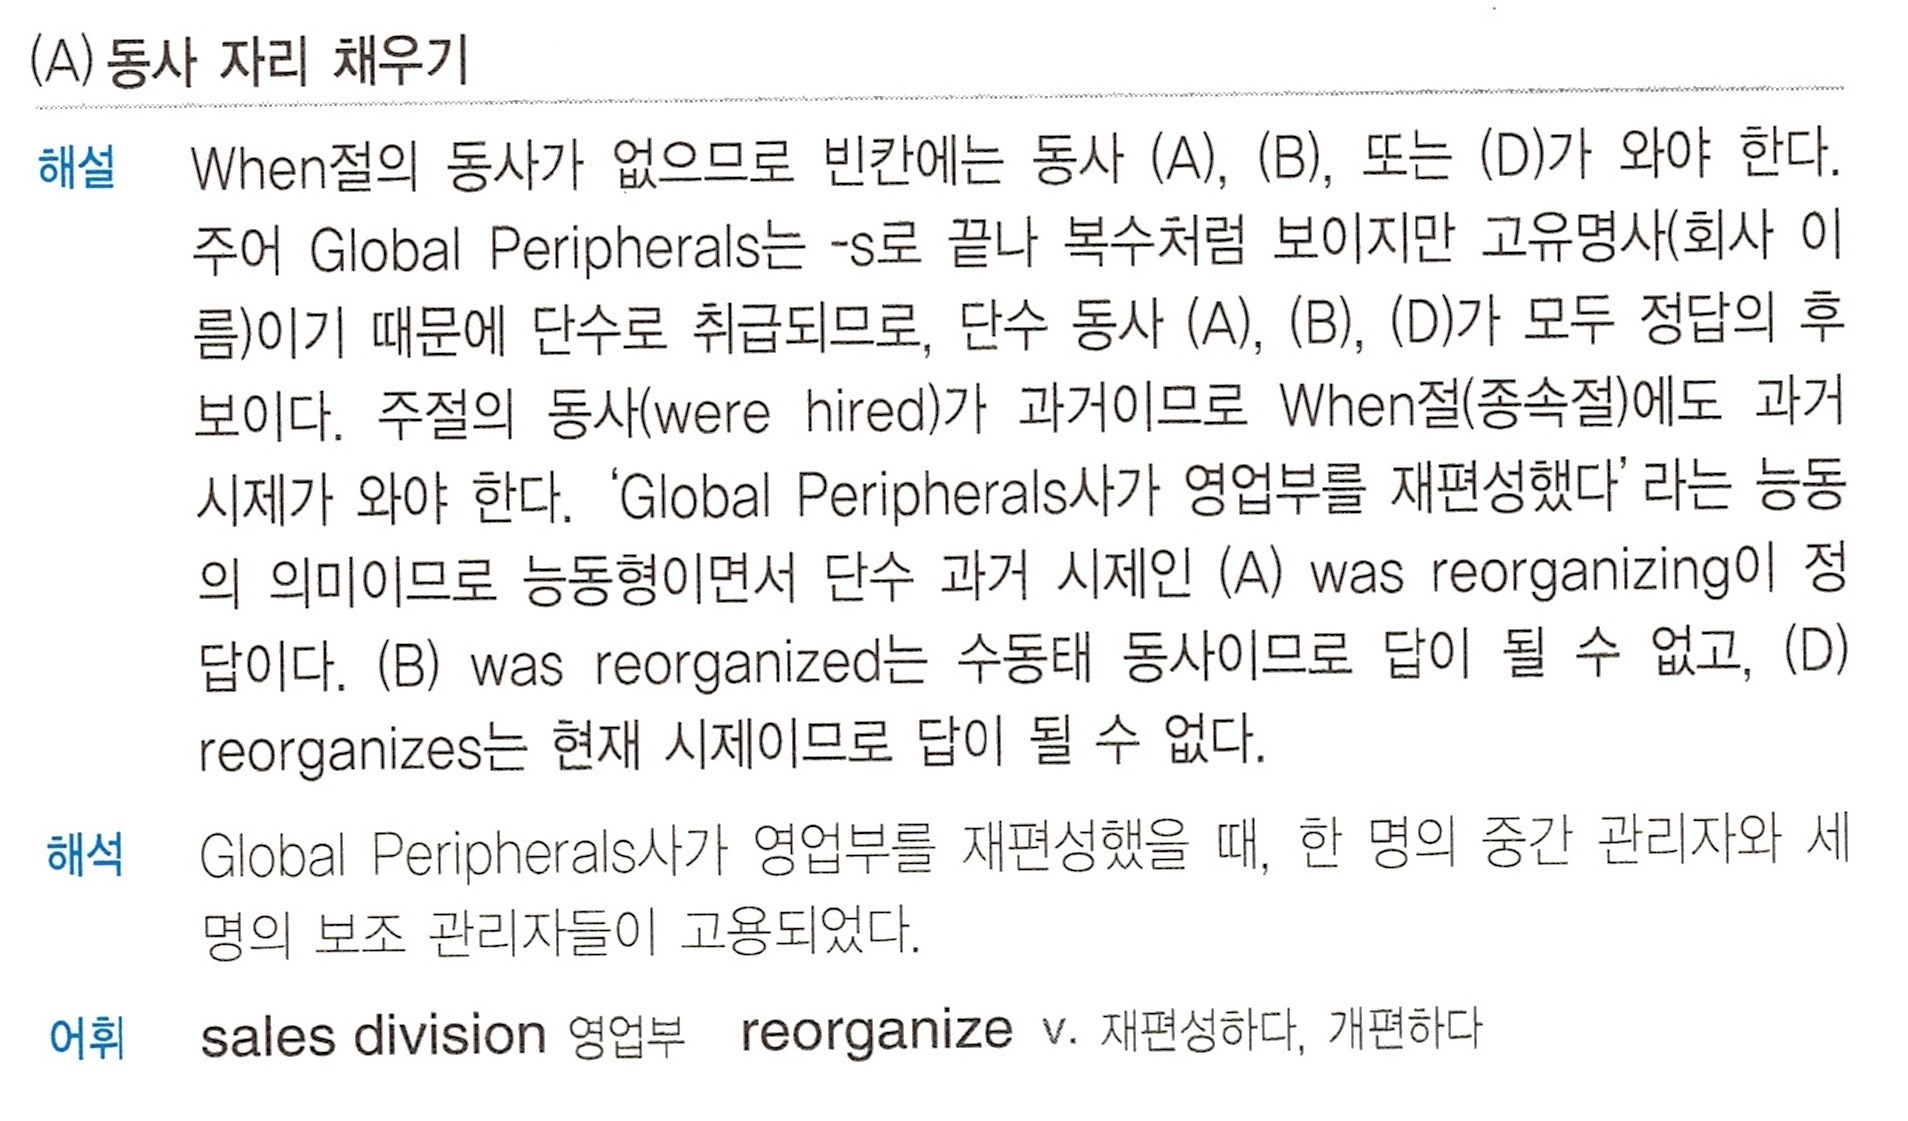 (A) 동사 자리 채우기
해설 When절의 동사가 없으므로 빈칸에는 동사 (A), (B), 또는 (D)가 와야 한다.
주어 Global Peripherals는 -s로 끝나 복수처럼 보이지만 고유명사(회사 이
름)이기 때문에 단수로 취급되므로, 단수 동사 (A), (B), (D)가 모두 정답의 후
보이다. 주절의 동사(were hired)가 과거이므로 When절(종속절)에도 과거
시제가 와야 한다. ‘Global Peripherals사가 영업부를 재편성했다’라는 능동
의 의미이므로 능동형이면서 단수 과거 시제인 (A) was reorganizing이 정
답이다. (B) was reorganized는 수동태 동사이므로 답이 될 수 없고, (D)
reorganizes는 현재 시제이므로 답이 될 수 없다.
해석 Global Peripherals사가 영업부를 재편성했을 때, 한 명의 중간 관리자와 세
명의 보조 관리자들이 고용되었다.
어휘 sales division 영업부 reorganize v. 재편성하다, 개편하다